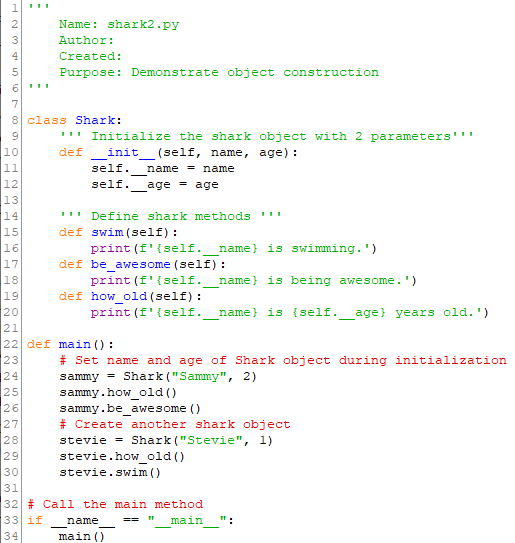 1 '''
2     Name: shark2.py
3     Author:
4     Created:
5     Purpose: Demonstrate object construction
6 '''
7
8 class Shark:
9     ''' Initialize the shark object with 2 parameters'''
10     def __init__(self, name, age):
11         self.__name = name
12         self.__age = age
13
14     ''' Define shark methods '''
15     def swim(self):
16         print(f'{self.__name} is swimming.')
17     def be_awesome(self):
18         print(f'{self.__name} is being awesome.')
19     def how_old(self):
20         print(f'{self.__name} is {self.__age} years old.')
21
22 def main():
23     # Set name and age of Shark object during initialization
24     sammy = Shark("Sammy", 2)
25     sammy.how_old()
26     sammy.be_awesome()
27     # Create another shark object
28     stevie = Shark("Stevie", 1)
29     stevie.how_old()
30     stevie.swim()
31
32 # Call the main method
33 if __name__ == "__main__":
34     main()